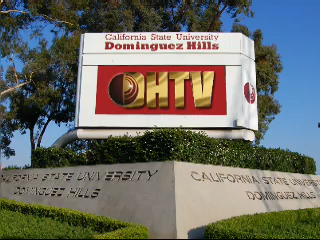 California State University
Dominguez Hills
DHTV
CALIFORNIA STATE UNIVERSITY
DOMINGUEZ HILLS
CALIFORNIA STATE UNIVERSITY
DOMINGUEZ HILLS